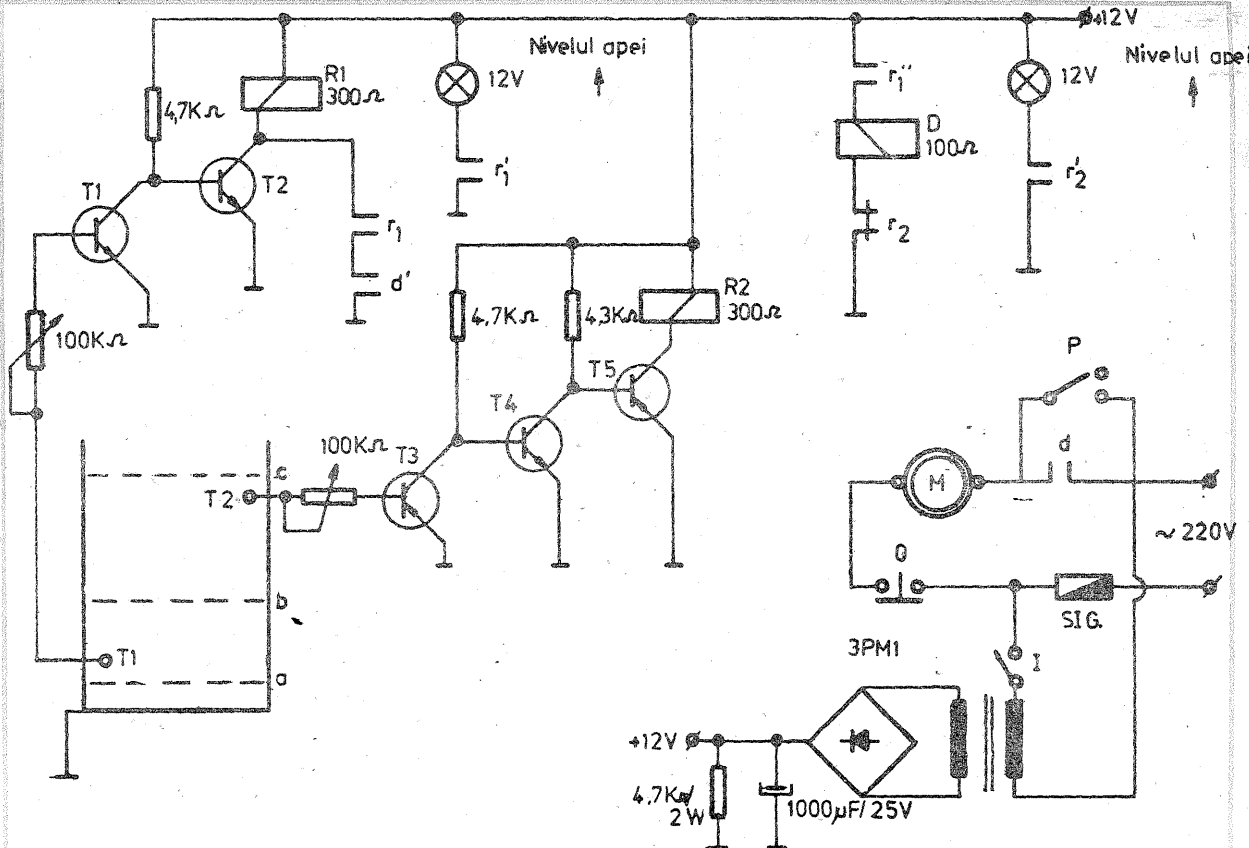 +12V
Nivelul apei
Nivelul apei
R1
300Ω
4,7KΩ
12V
r₁'
T1
T2
r₁
d'
100KΩ
r₁''
D
100Ω
r₂
12V
r₂'
4,7KΩ
4,3KΩ
R2
300Ω
T5
T4
T3
100KΩ
T2
c
b
T1
a
P
d
M
~220V
Q
SIG.
I
3PM1
+12V
4,7K/
2W
1000µF/25V